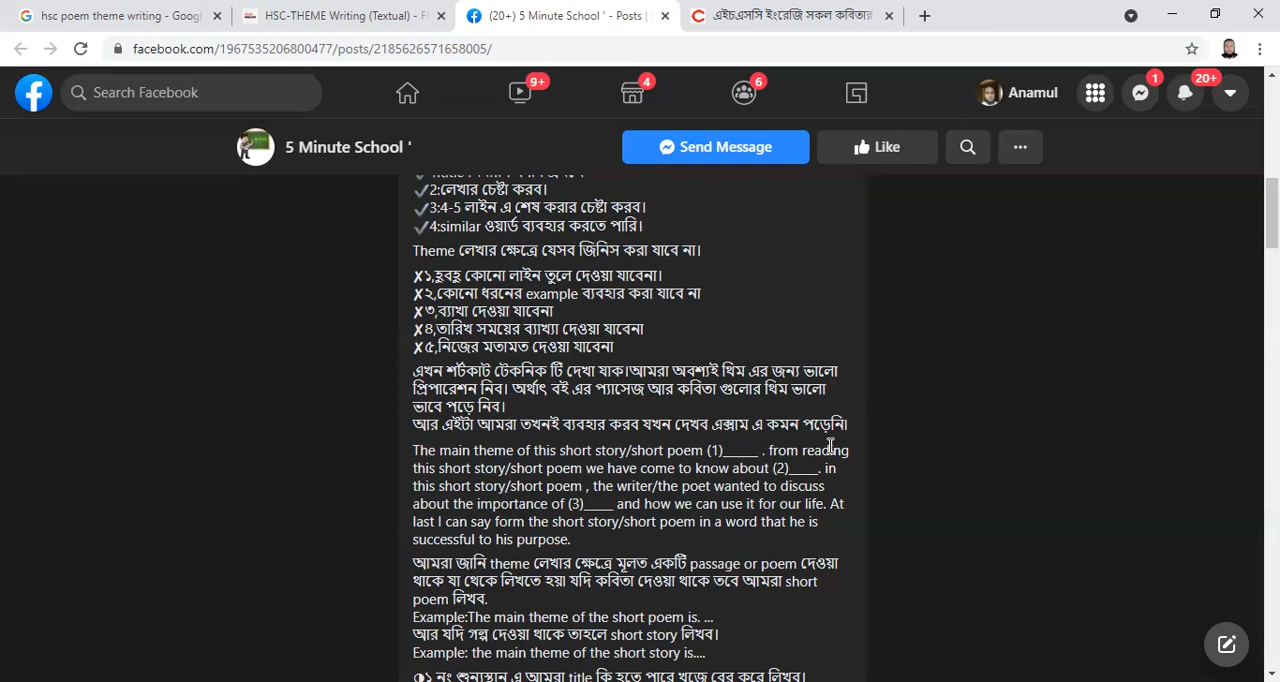 hsc poem theme writing - Goog
HSC-THEME Writing (Textual) - F
(20+) 5 Minute School ' - Posts |
এইচএসসি ইংরেজি সকল কবিতার
facebook.com/1967535206800477/posts/2185626571658005/
Search Facebook
9+
4
6
Anamul
1
20+
5 Minute School '
Send Message
Like
✔2:লেখার চেষ্টা করব।
✔3:4-5 লাইন এ শেষ করার চেষ্টা করব।
✔4:similar ওয়ার্ড ব্যবহার করতে পারি।
Theme লেখার ক্ষেত্রে যেসব জিনিস করা যাবে না।
✗১,হুবহু কোনো লাইন তুলে দেওয়া যাবেনা।
✗২,কোনো ধরনের example ব্যবহার করা যাবে না
✗৩,ব্যাখা দেওয়া যাবেনা
✗৪,তারিখ সময়ের ব্যাখ্যা দেওয়া যাবেনা
✗৫,নিজের মতামত দেওয়া যাবেনা
এখন শর্টকাট টেকনিক টি দেখা যাক।আমরা অবশ্যই থিম এর জন্য ভালো
প্রিপারেশন নিব। অর্থাৎ বই এর প্যাসেজ আর কবিতা গুলোর থিম ভালো
ভাবে পড়ে নিব।
আর এইটা আমরা তখনই ব্যবহার করব যখন দেখব এক্সাম এ কমন পড়েনি।
The main theme of this short story/short poem (1)_____ . from reading
this short story/short poem we have come to know about (2)____. in
this short story/short poem , the writer/the poet wanted to discuss
about the importance of (3)____ and how we can use it for our life. At
last I can say form the short story/short poem in a word that he is
successful to his purpose.
আমরা জানি theme লেখার ক্ষেত্রে মূলত একটি passage or poem দেওয়া
থাকে যা থেকে লিখতে হয়। যদি কবিতা দেওয়া থাকে তবে আমরা short
poem লিখব.
Example:The main theme of the short poem is. ...
আর যদি গল্প দেওয়া থাকে তাহলে short story লিখব।
Example: the main theme of the short story is....
◑১ নং শুন্যস্থান এ আমরা title কি হতে পারে খুজে বের করে লিখব।